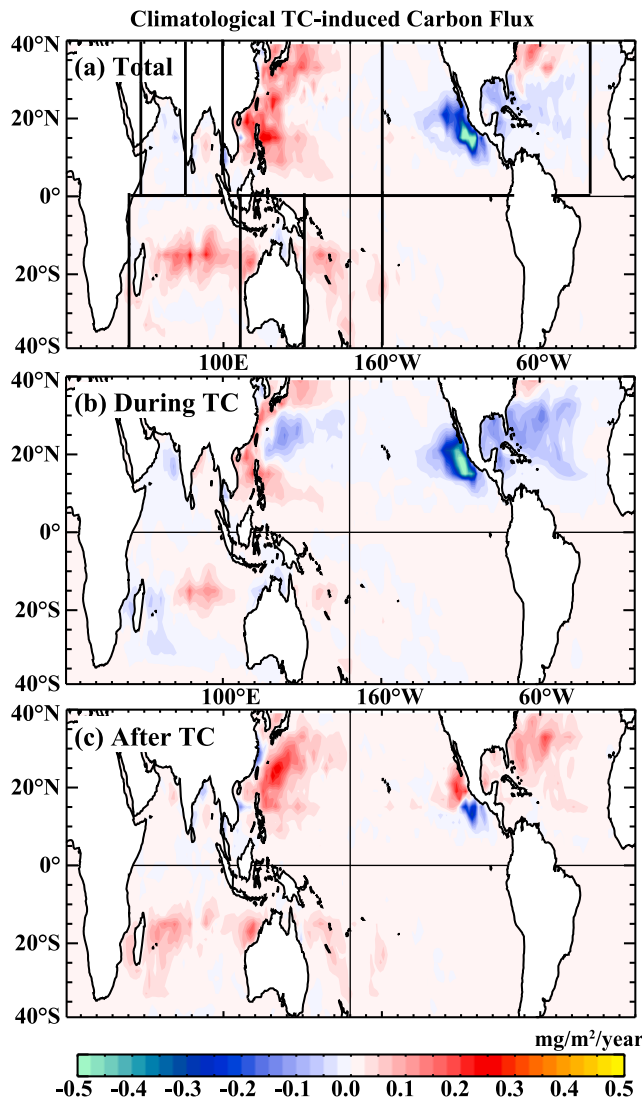 Climatological TC-induced Carbon Flux
40°N
(a) Total
20°N
0°
20°S
40°S
100E 160°W 60°W
40°N
(b) During TC
20°N
0°
20°S
40°S
100°E 160°W 60°W
40°N
(c) After TC
20°N
0°
20°S
40°S
mg/m²/year
-0.5 -0.4 -0.3 -0.2 -0.1 0.0 0.1 0.2 0.3 0.4 0.5